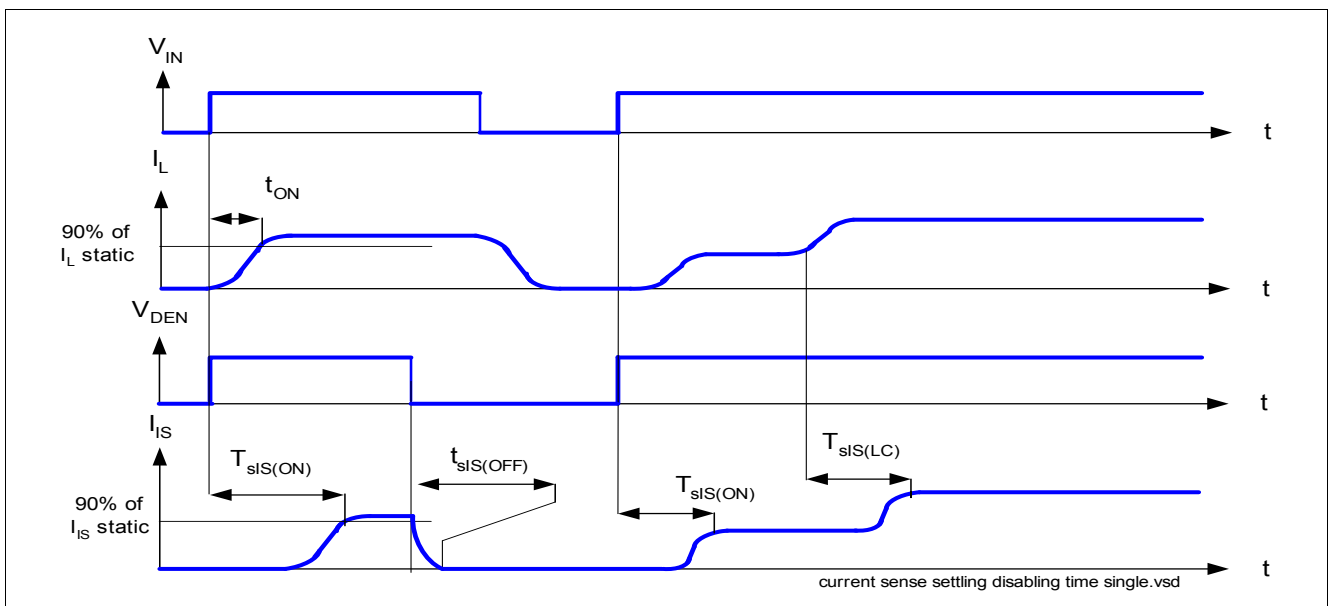 V_IN
t
I_L
t_ON
90% of
I_L static
t
V_DEN
t
I_IS
T_sIS(ON)
t_sIS(OFF)
T_sIS(ON)
T_sIS(LC)
90% of
I_IS static
t
current sense settling disabling time single.vsd